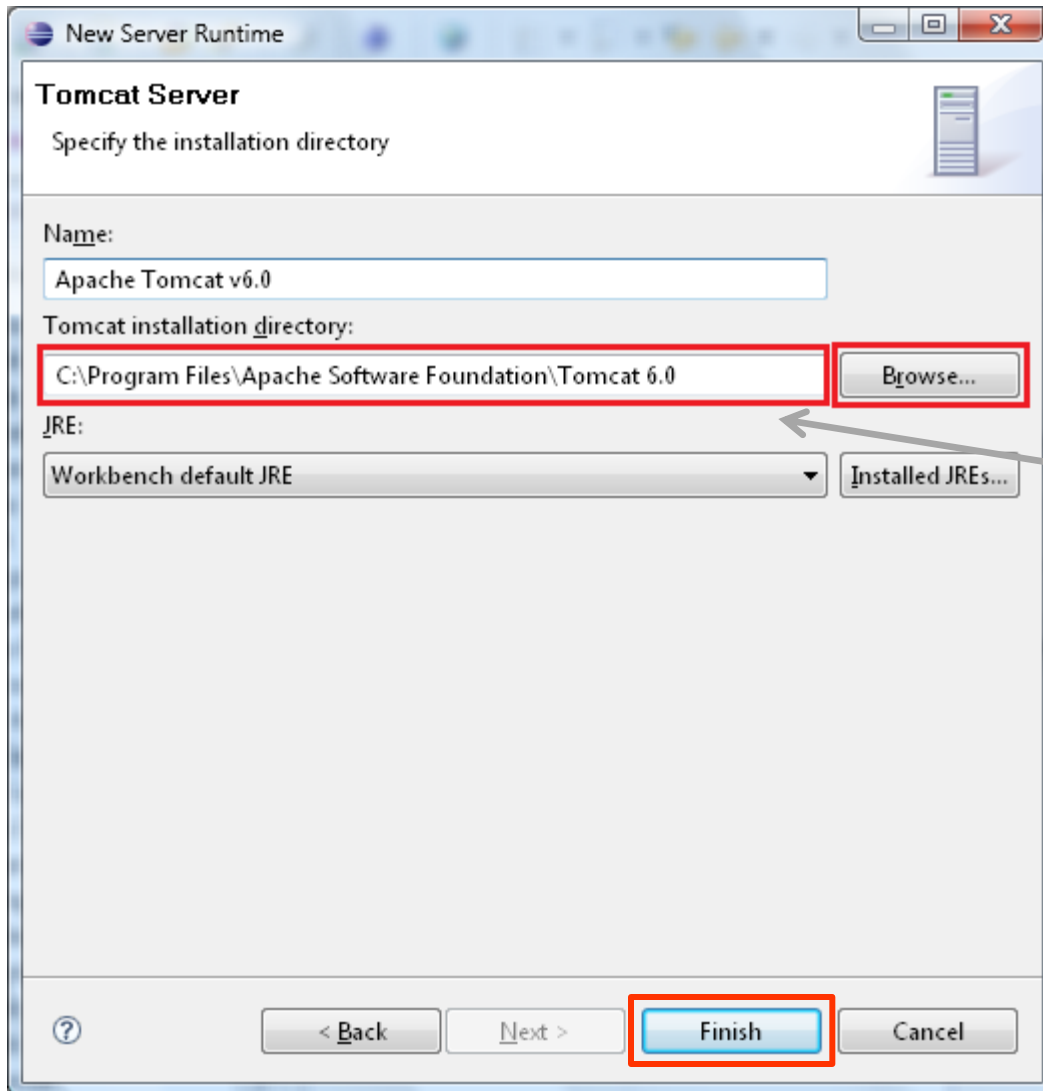 New Server Runtime
Tomcat Server
Specify the installation directory
Name:
Apache Tomcat v6.0
Tomcat installation directory:
C:\Program Files\Apache Software Foundation\Tomcat 6.0 Browse...
JRE:
Workbench default JRE Installed JREs...
? < Back Next > Finish Cancel